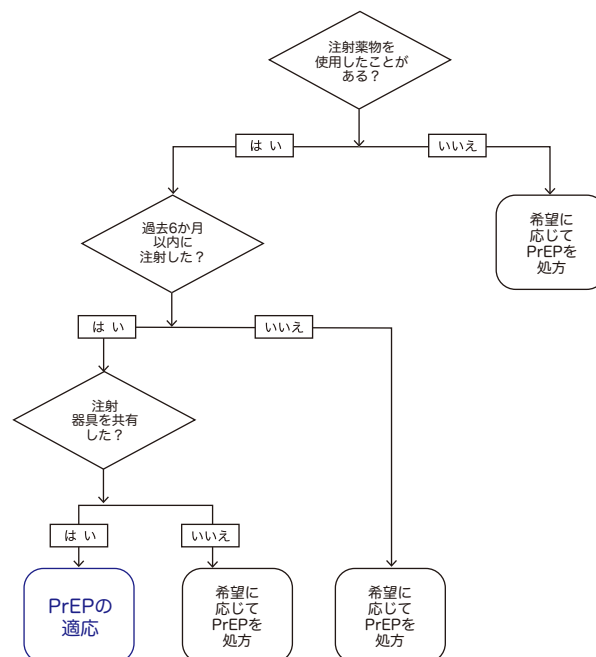 注射薬物を
使用したことが
ある？
は い
いいえ
過去6か月
以内に
注射した？
希望に
応じて
PrEPを
処方
は い
いいえ
注射
器具を共有
した？
は い
いいえ
PrEPの
適応
希望に
応じて
PrEPを
処方
希望に
応じて
PrEPを
処方